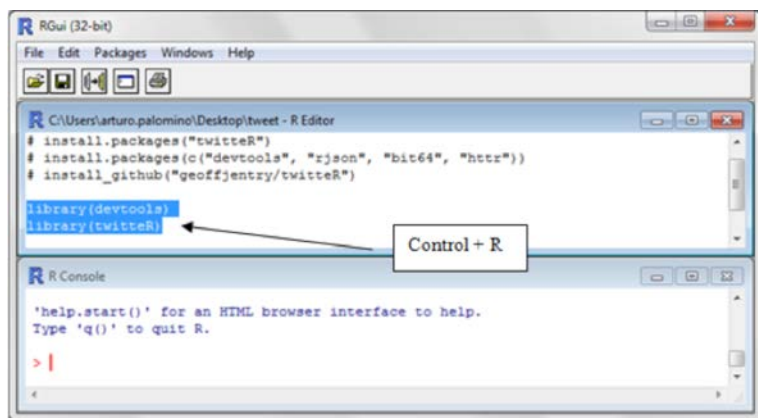 RGui (32-bit)
File Edit Packages Windows Help
C:\Users\arturo.palomino\Desktop\tweet - R Editor
# install.packages("twitteR")
# install.packages(c("devtools", "rjson", "bit64", "httr"))
# install_github("geoffjentry/twitteR")
library(devtools)
library(twitteR)
Control + R
R Console
'help.start()' for an HTML browser interface to help.
Type 'q()' to quit R.
>